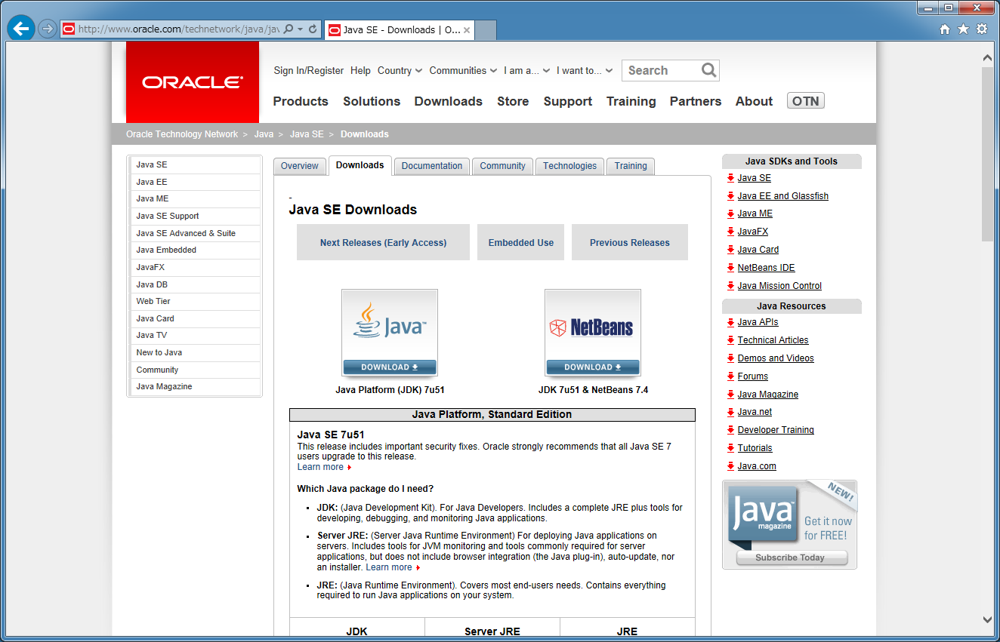 http://www.oracle.com/technetwork/java/jav
Java SE - Downloads | O...
ORACLE
Sign In/Register Help Country Communities I am a... I want to... Search
Products Solutions Downloads Store Support Training Partners About OTN
Oracle Technology Network > Java > Java SE > Downloads
Java SE
Java EE
Java ME
Java SE Support
Java SE Advanced & Suite
Java Embedded
JavaFX
Java DB
Web Tier
Java Card
Java TV
New to Java
Community
Java Magazine
Overview Downloads Documentation Community Technologies Training
-
Java SE Downloads
Next Releases (Early Access) Embedded Use Previous Releases
Java™ NetBeans
DOWNLOAD DOWNLOAD
Java Platform (JDK) 7u51 JDK 7u51 & NetBeans 7.4
Java Platform, Standard Edition
Java SE 7u51
This release includes important security fixes. Oracle strongly recommends that all Java SE 7
users upgrade to this release.
Learn more
Which Java package do I need?
JDK: (Java Development Kit). For Java Developers. Includes a complete JRE plus tools for
developing, debugging, and monitoring Java applications.
Server JRE: (Server Java Runtime Environment) For deploying Java applications on
servers. Includes tools for JVM monitoring and tools commonly required for server
applications, but does not include browser integration (the Java plug-in), auto-update, nor
an installer. Learn more
JRE: (Java Runtime Environment). Covers most end-users needs. Contains everything
required to run Java applications on your system.
JDK Server JRE JRE
Java SDKs and Tools
Java SE
Java EE and Glassfish
Java ME
JavaFX
Java Card
NetBeans IDE
Java Mission Control
Java Resources
Java APIs
Technical Articles
Demos and Videos
Forums
Java Magazine
Java.net
Developer Training
Tutorials
Java.com
NEW!
Java™
magazine
Get it now
for FREE!
Subscribe Today